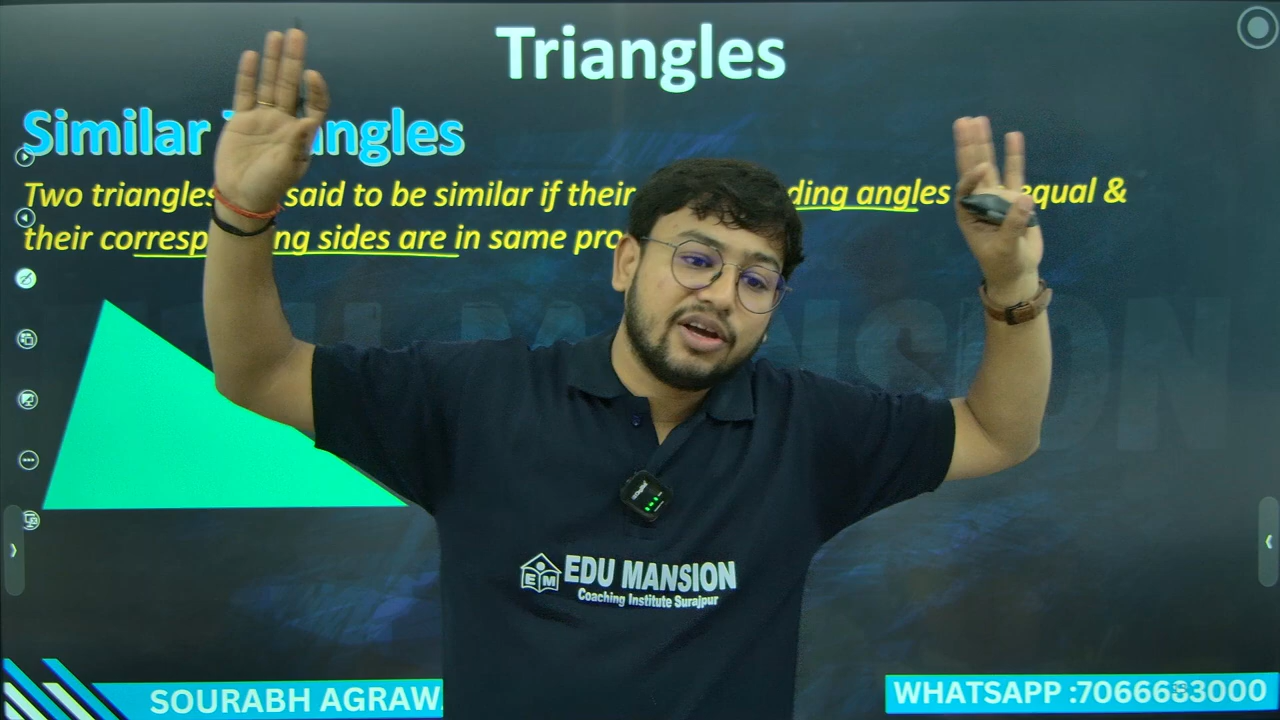 Triangles
Similar angles
Two triangles said to be similar if their ding angles equal &
their corresp ng sides are in same pro
EDU MANSION
E M
Coaching Institute Surajpur
SOURABH AGRAW
WHATSAPP :7066683000